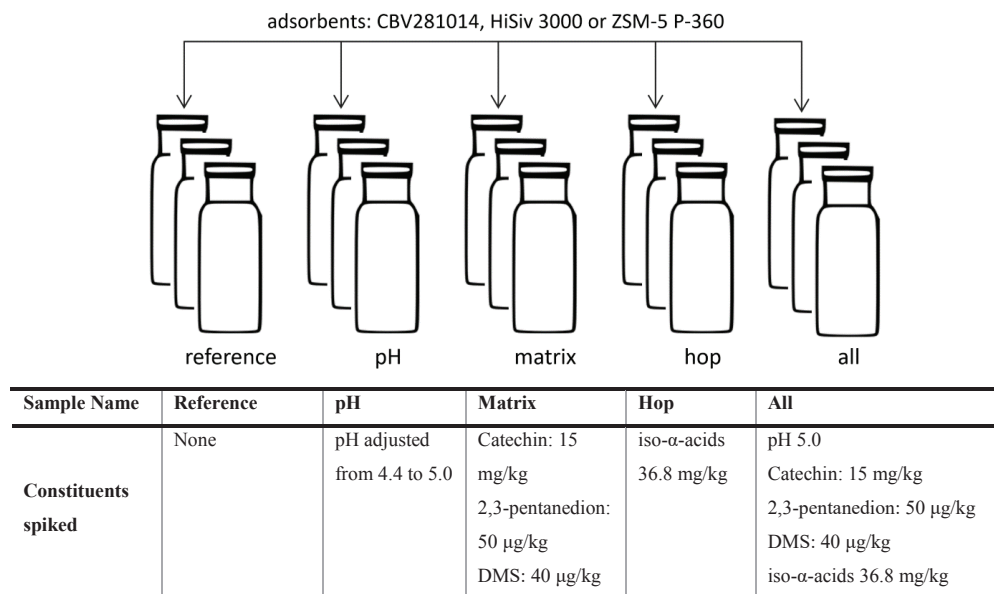 adsorbents: CBV281014, HiSiv 3000 or ZSM-5 P-360
reference pH matrix hop all
Sample Name Reference pH Matrix Hop All
Constituents spiked
None
pH adjusted
from 4.4 to 5.0
Catechin: 15
mg/kg
2,3-pentanedion:
50 μg/kg
DMS: 40 μg/kg
iso-α-acids
36.8 mg/kg
pH 5.0
Catechin: 15 mg/kg
2,3-pentanedion: 50 μg/kg
DMS: 40 μg/kg
iso-α-acids 36.8 mg/kg